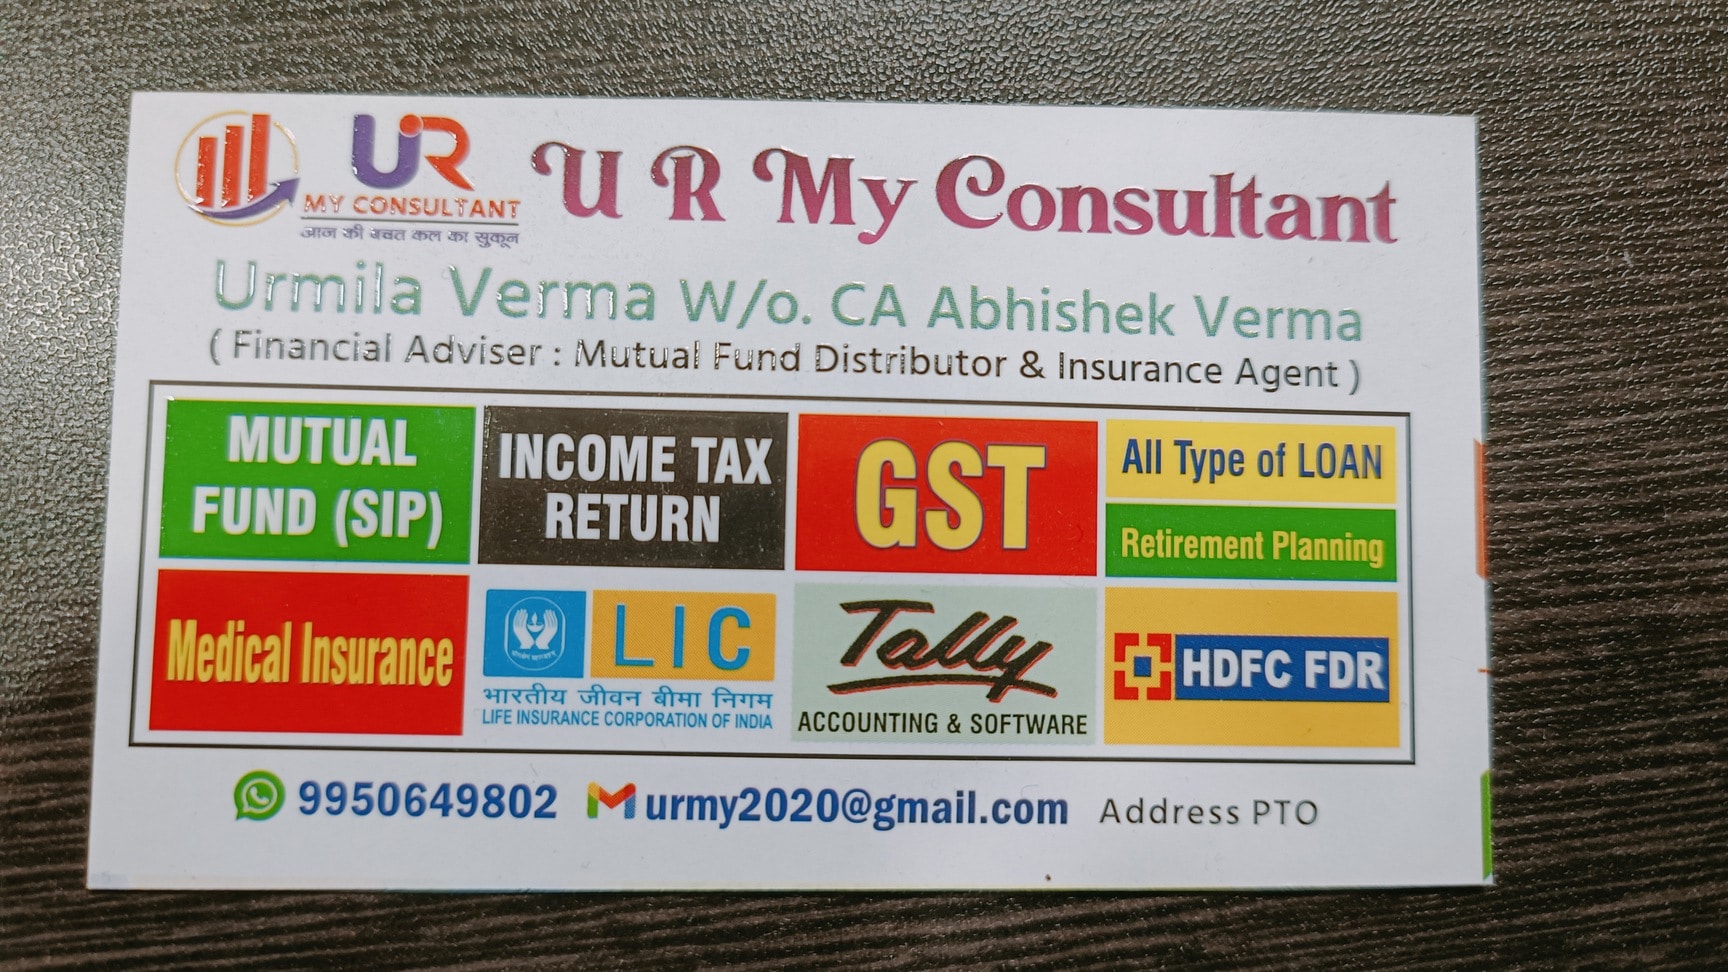 UR
MY CONSULTANT
आज की बचत कल का सुकून
U R My Consultant
Urmila Verma W/o. CA Abhishek Verma
( Financial Adviser : Mutual Fund Distributor & Insurance Agent )
MUTUAL
FUND (SIP)
INCOME TAX
RETURN
GST
All Type of LOAN
Retirement Planning
Medical Insurance
LIC
भारतीय जीवन बीमा निगम
LIFE INSURANCE CORPORATION OF INDIA
Tally
ACCOUNTING & SOFTWARE
HDFC FDR
9950649802
urmy2020@gmail.com
Address PTO